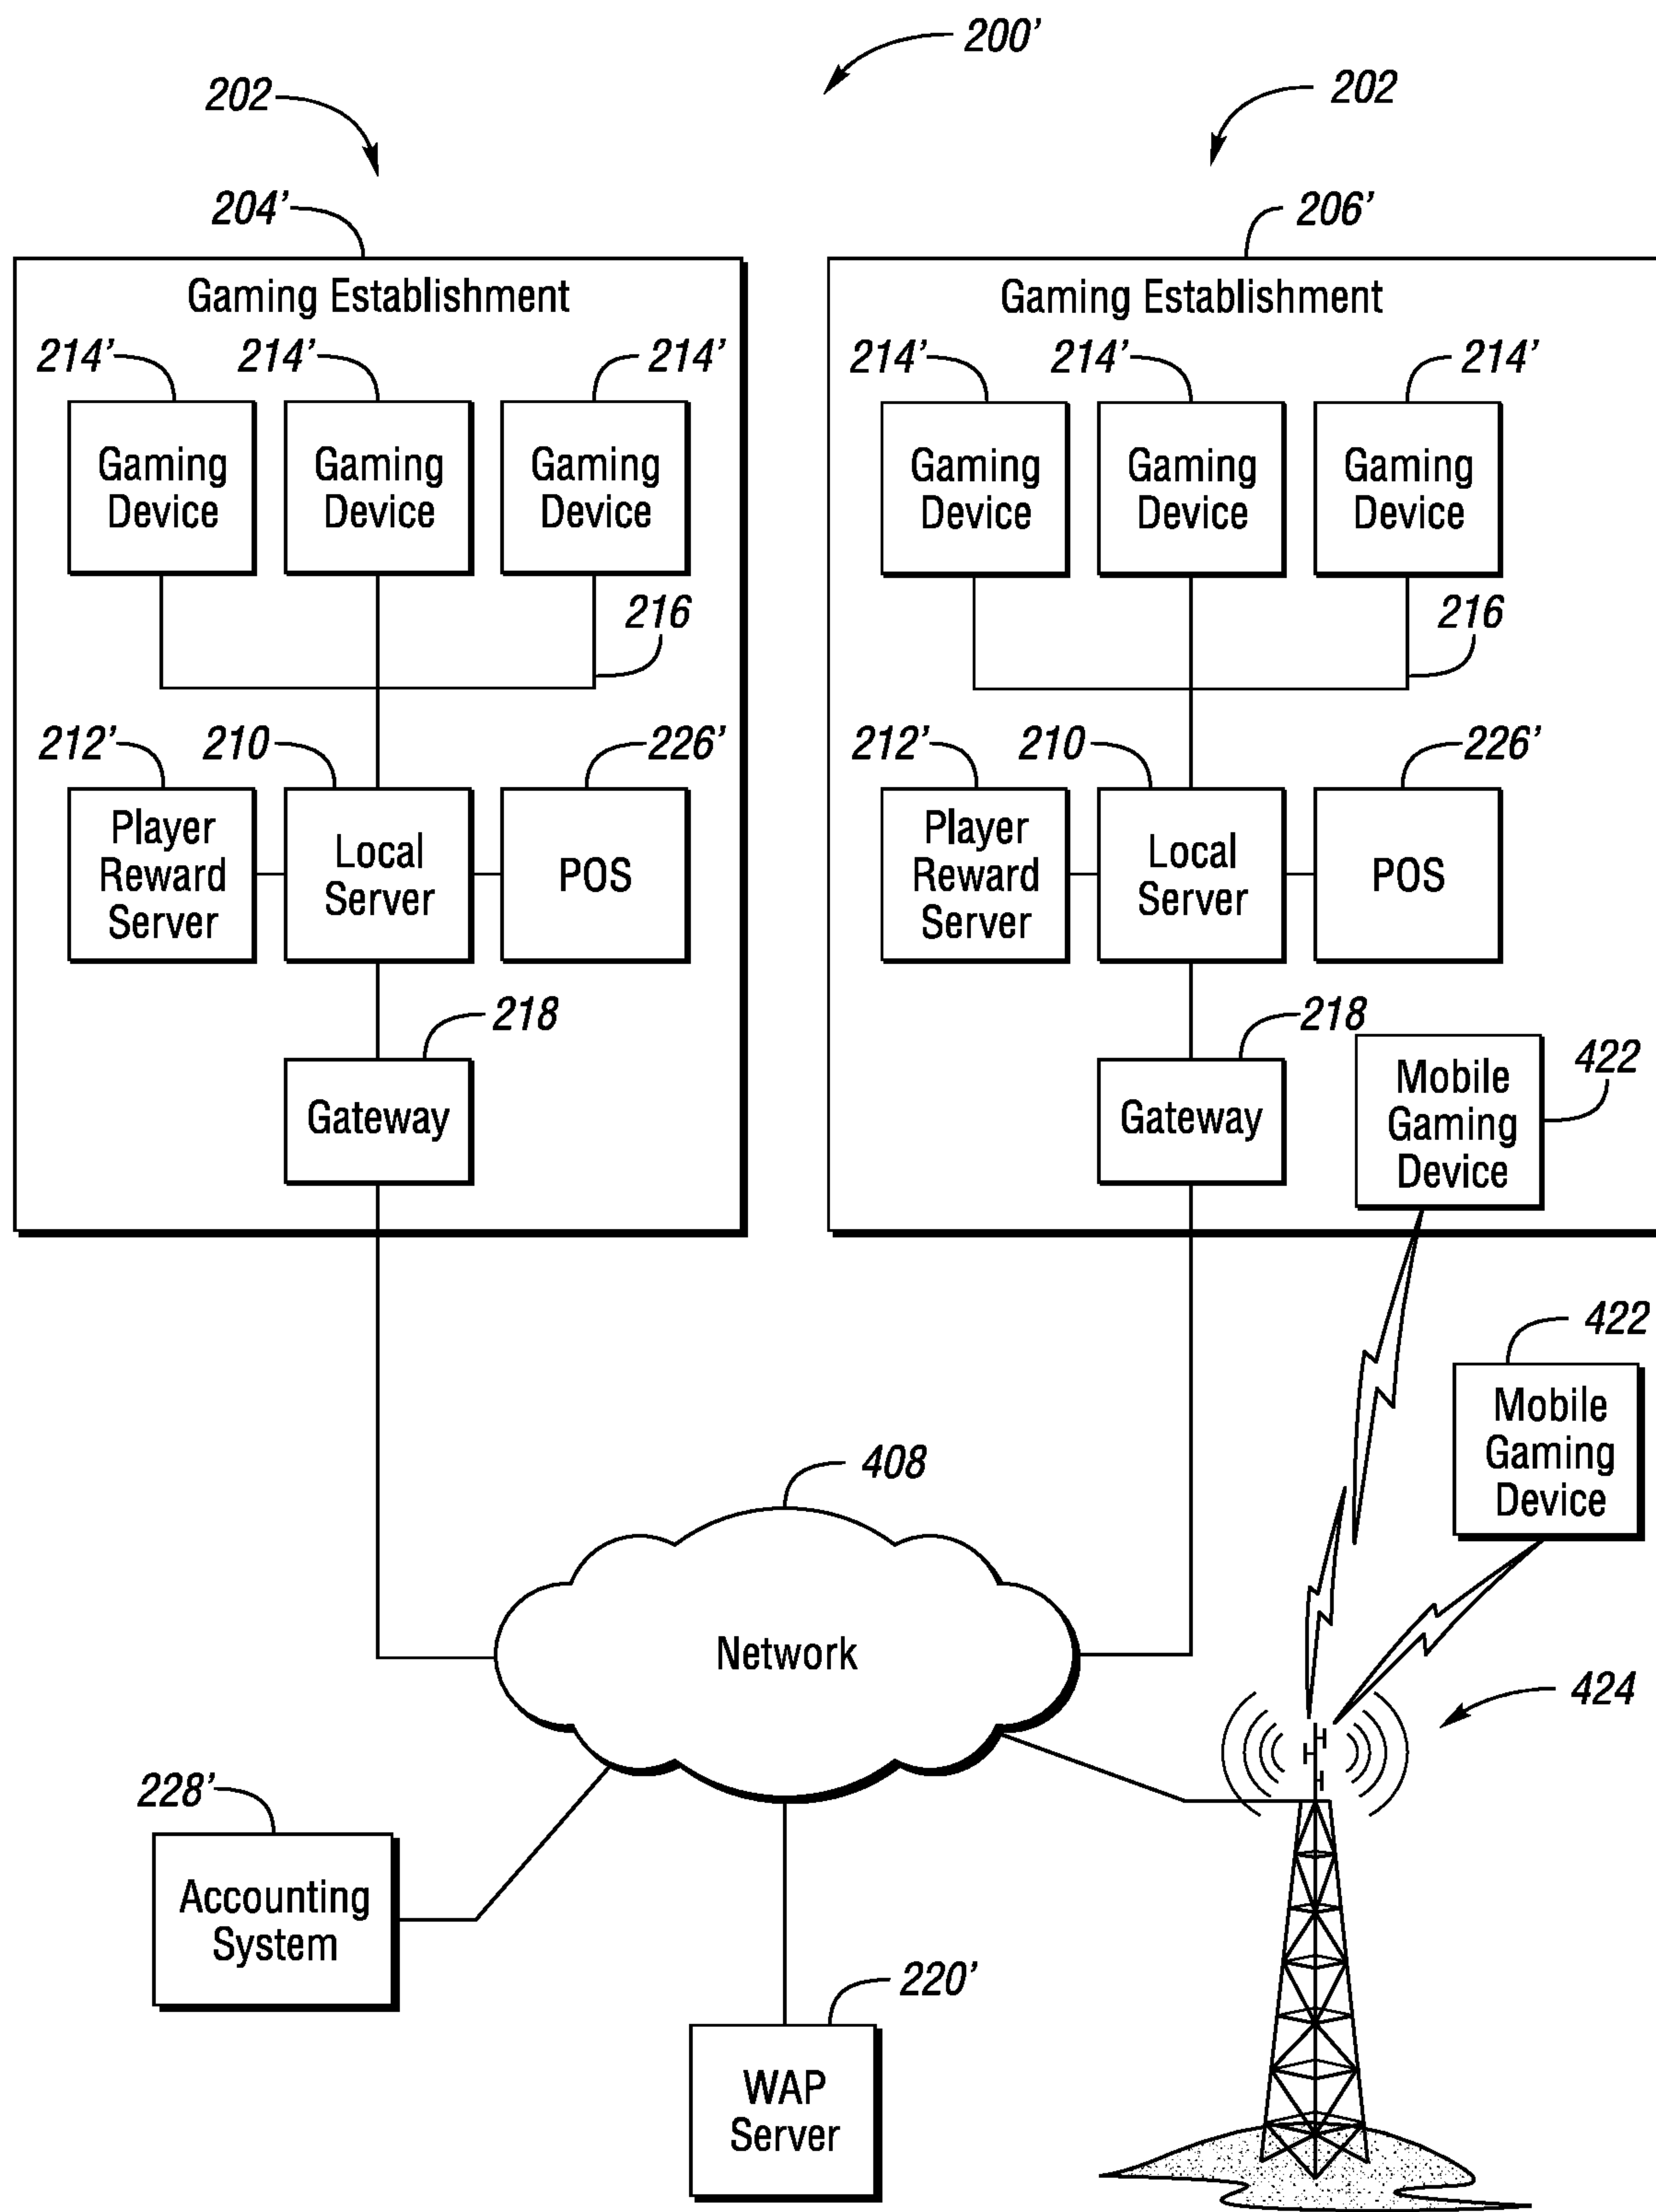 200’
202
202
204’
206’
Gaming Establishment
Gaming Establishment
214’
214’
214’
214’
214’
214’
Gaming
Device
Gaming
Device
Gaming
Device
Gaming
Device
Gaming
Device
Gaming
Device
216
216
212’
210
226’
212’
210
226’
Player
Reward
Server
Local
Server
POS
Player
Reward
Server
Local
Server
POS
218
218
Gateway
Gateway
Mobile
Gaming
Device
422
422
Mobile
Gaming
Device
408
Network
424
228’
Accounting
System
220’
WAP
Server